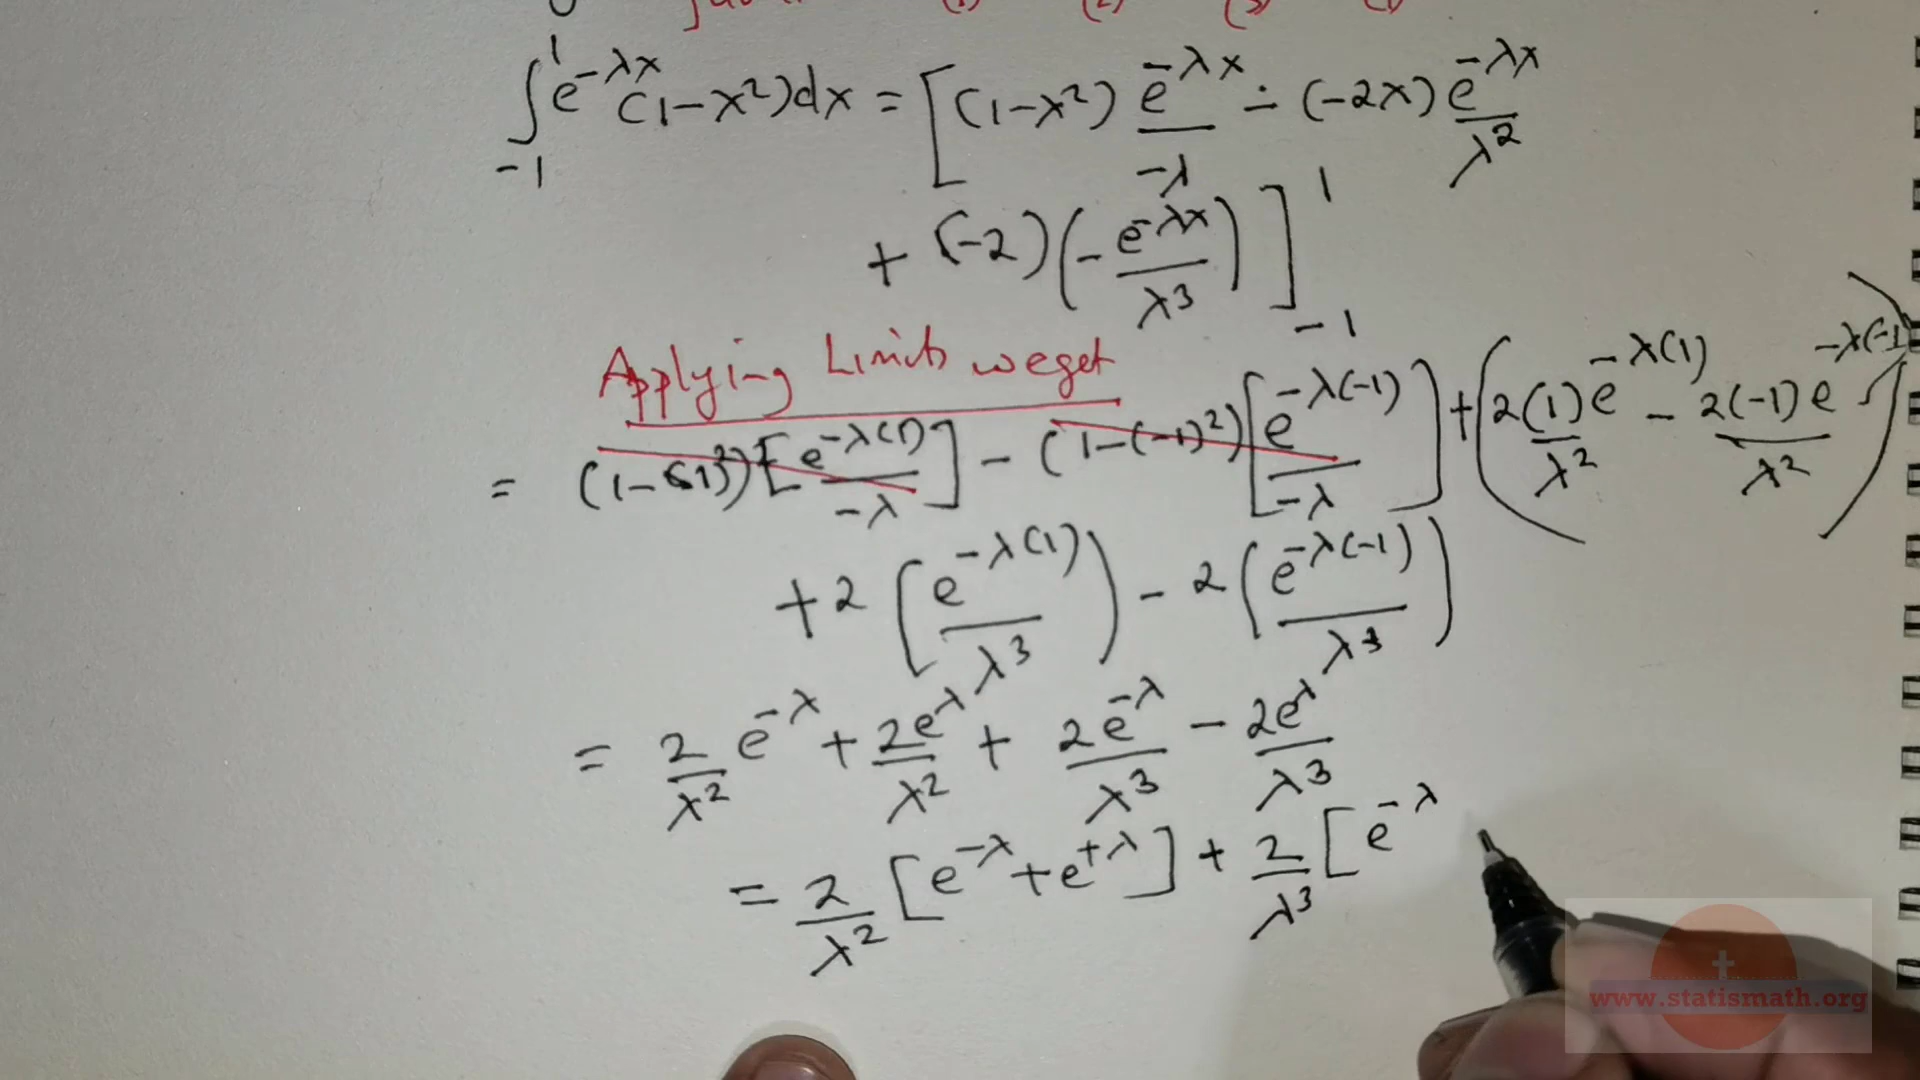 ∫_{-1}^{1} e^{-λx} (1-x²)dx = [(1-x²) e^{-λx}/-λ - (-2x) e^{-λx}/λ²
+ (-2)(- e^{-λx}/λ³)]_{-1}^{1}
Applying Limits we get
= (1-(1)²)[e^{-λ(1)}/-λ] - (1-(-1)²)[e^{-λ(-1)}/-λ] + (2(1)e^{-λ(1)}/λ² - 2(-1)e^{-λ(-1)}/λ²)
+2 (e^{-λ(1)}/λ³) - 2 (e^{-λ(-1)}/λ³)
= 2/λ² e^{-λ} + 2e^{λ}/λ² + 2e^{-λ}/λ³ - 2e^{λ}/λ³
= 2/λ² [e^{-λ} + e^{+λ}] + 2/λ³ [e^{-λ}
www.statismath.org